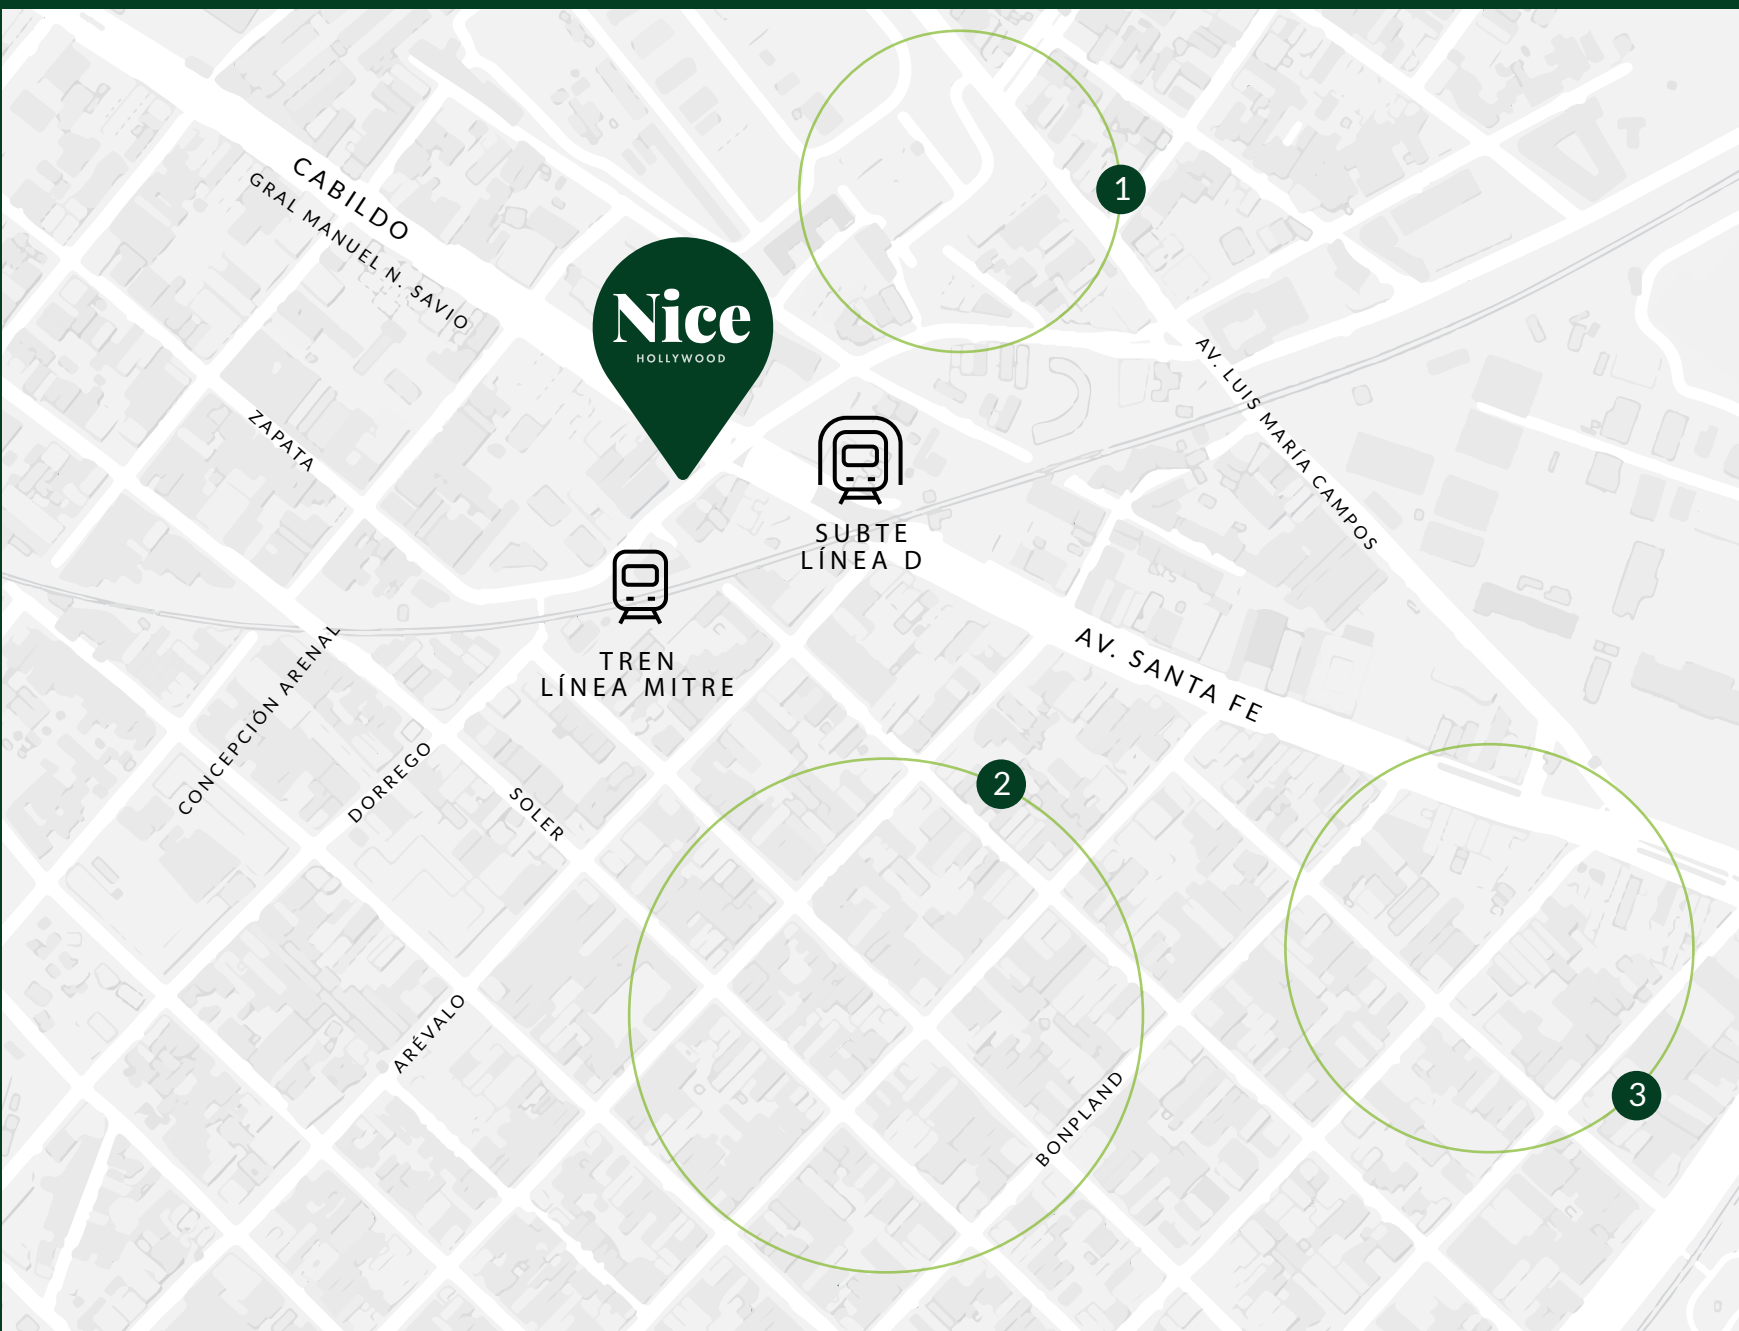 1
CABILDO
GRAL MANUEL N. SAVIO
Nice
HOLLYWOOD
AV. LUIS MARÍA CAMPOS
ZAPATA
SUBTE
LÍNEA D
TREN
LÍNEA MITRE
AV. SANTA FE
CONCEPCIÓN ARENAL
DORREGO
SOLER
2
ARÉVALO
BONPLAND
3